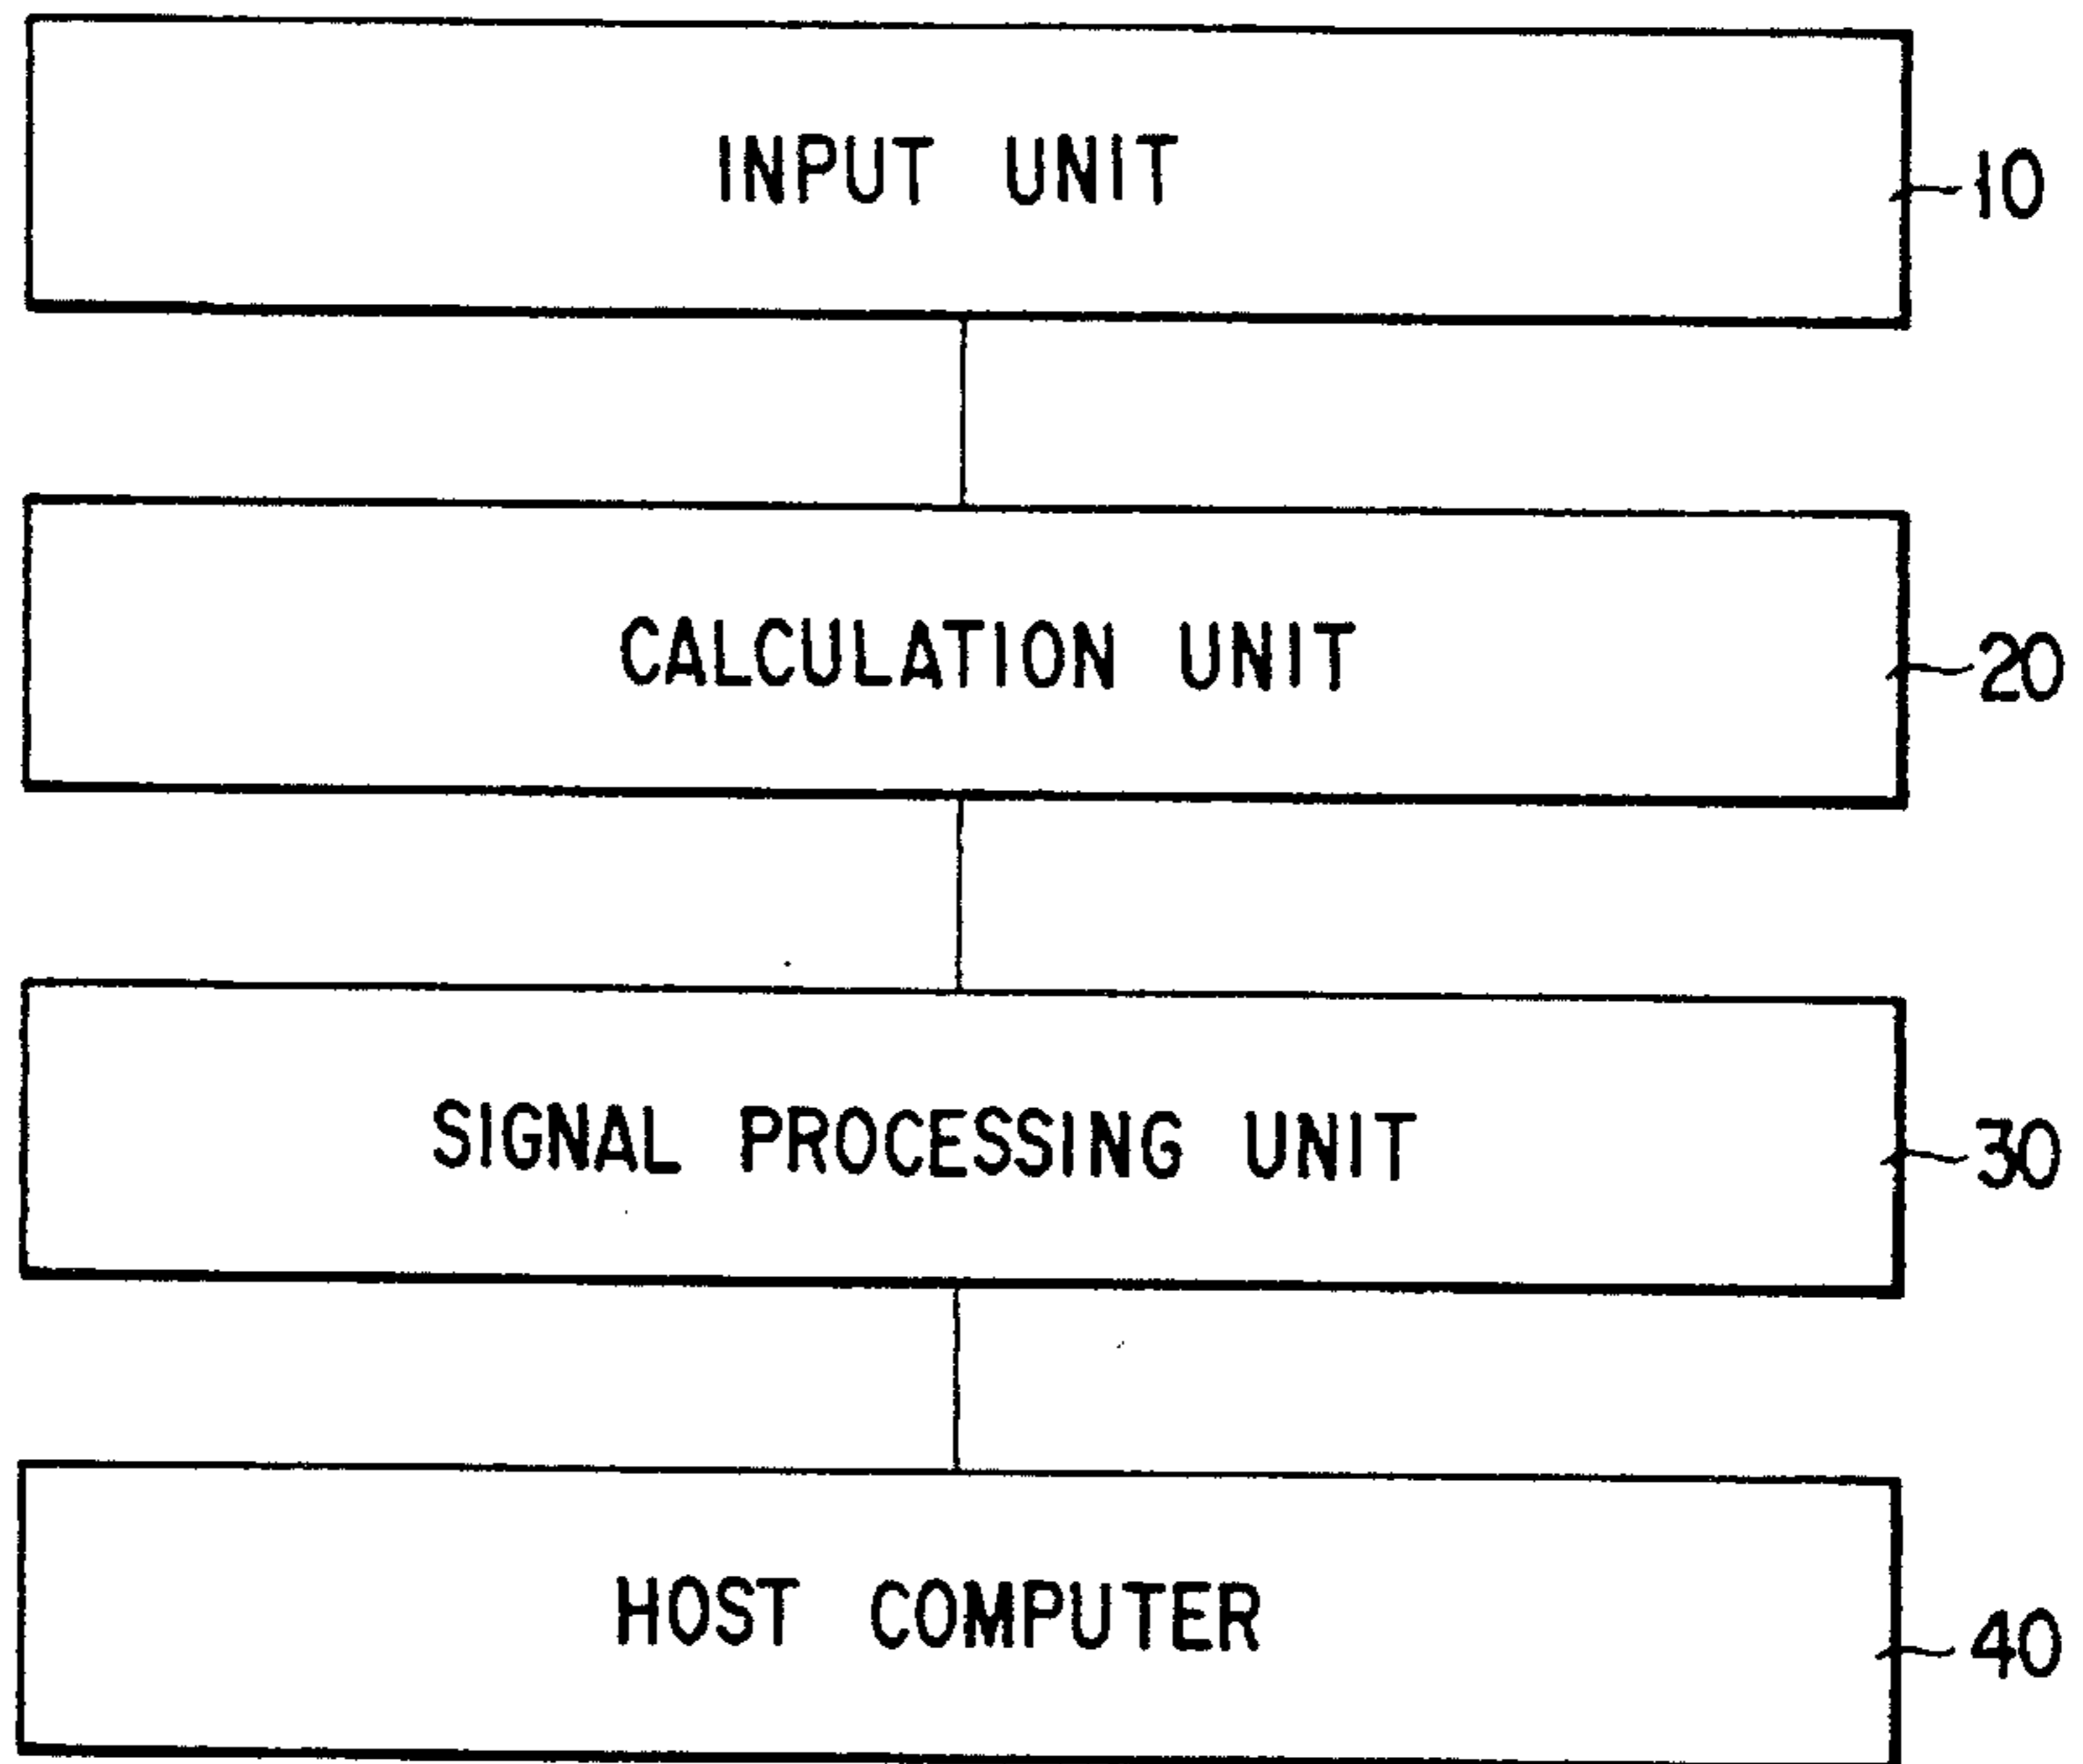 INPUT UNIT
10
CALCULATION UNIT
20
SIGNAL PROCESSING UNIT
30
HOST COMPUTER
40